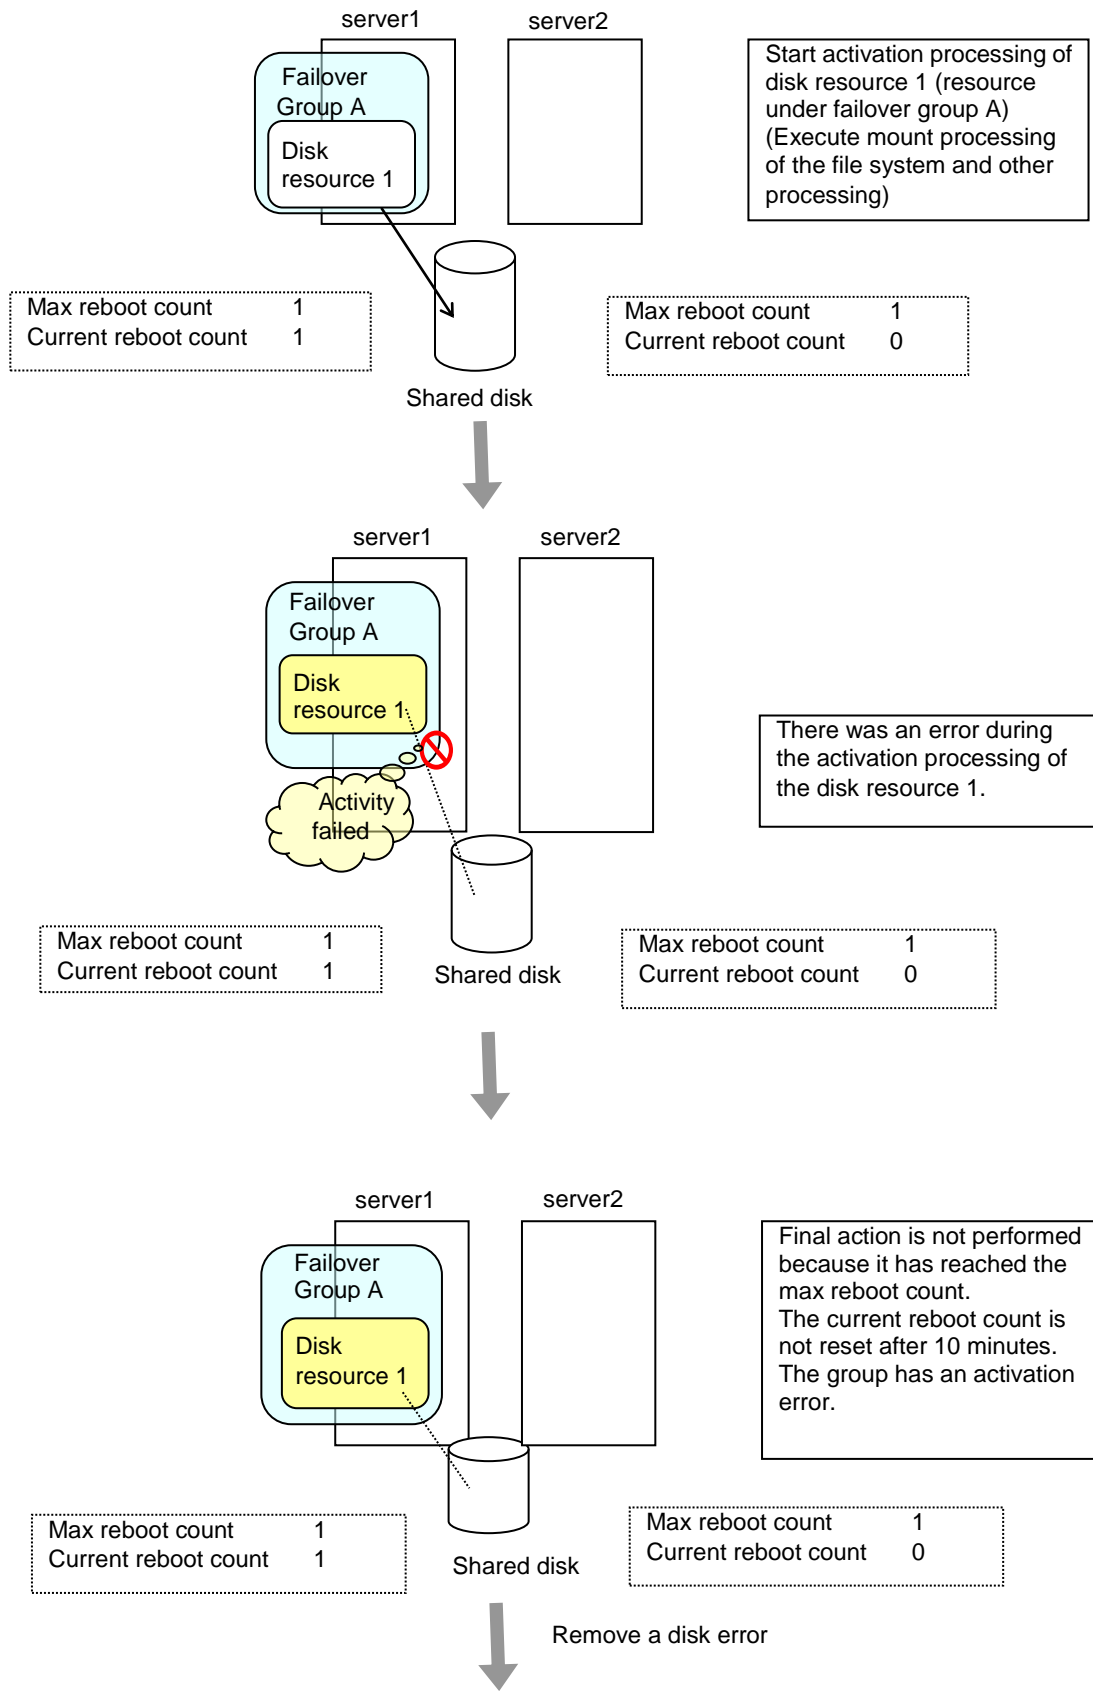 server1
server2
Failover
Group A
Disk
resource 1
Start activation processing of
disk resource 1 (resource
under failover group A)
(Execute mount processing
of the file system and other
processing)
Max reboot count 1
Current reboot count 1
Max reboot count 1
Current reboot count 0
Shared disk
server1
server2
Failover
Group A
Disk
resource 1
Activity
failed
There was an error during
the activation processing of
the disk resource 1.
Max reboot count 1
Current reboot count 1
Max reboot count 1
Current reboot count 0
Shared disk
server1
server2
Failover
Group A
Disk
resource 1
Final action is not performed
because it has reached the
max reboot count.
The current reboot count is
not reset after 10 minutes.
The group has an activation
error.
Max reboot count 1
Current reboot count 1
Max reboot count 1
Current reboot count 0
Shared disk
Remove a disk error